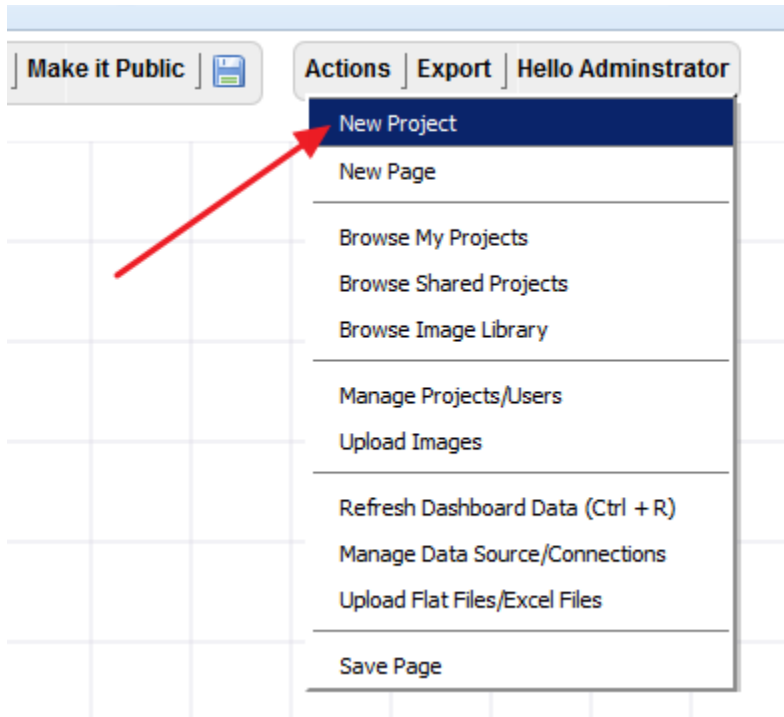 Make it Public
Actions Export Hello Adminstrator
New Project
New Page
Browse My Projects
Browse Shared Projects
Browse Image Library
Manage Projects/Users
Upload Images
Refresh Dashboard Data (Ctrl + R)
Manage Data Source/Connections
Upload Flat Files/Excel Files
Save Page